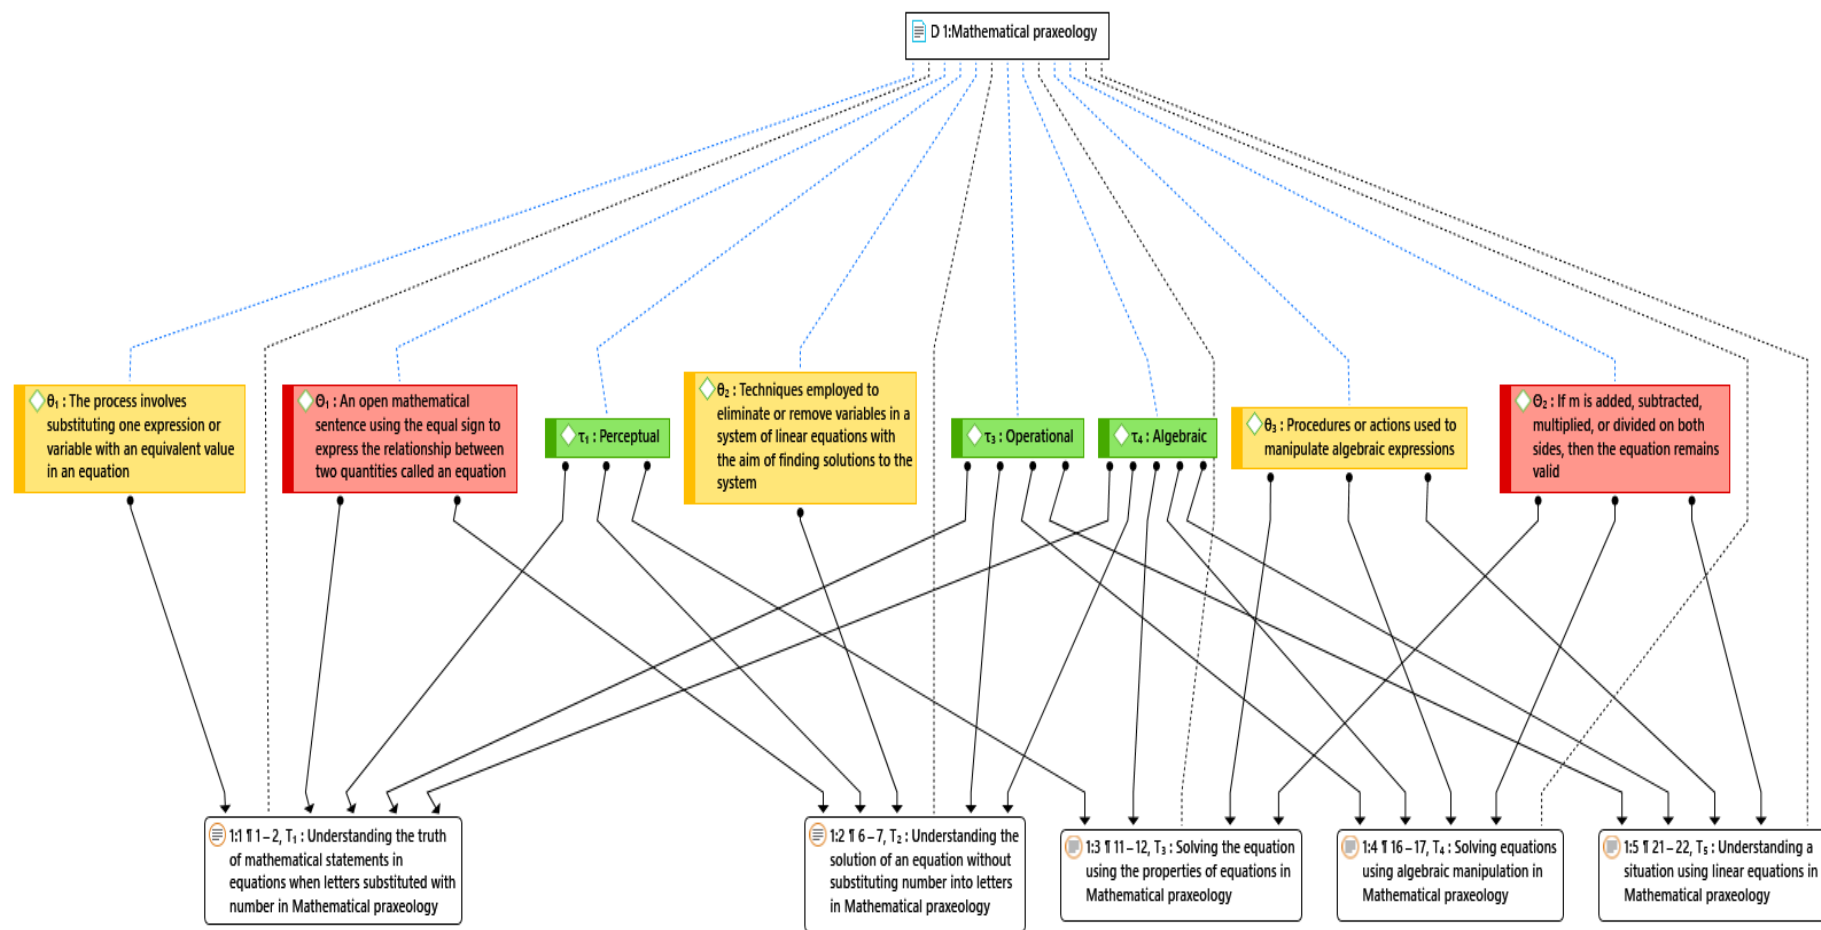 D 1:Mathematical praxeology
θ₁ : The process involves
substituting one expression or
variable with an equivalent value
in an equation
Θ₁ : An open mathematical
sentence using the equal sign to
express the relationship between
two quantities called an equation
τ₁ : Perceptual
θ₂ : Techniques employed to
eliminate or remove variables in a
system of linear equations with
the aim of finding solutions to the
system
τ₃ : Operational
τ₄ : Algebraic
θ₃ : Procedures or actions used to
manipulate algebraic expressions
Θ₂ : If m is added, subtracted,
multiplied, or divided on both
sides, then the equation remains
valid
1:1 ¶ 1 – 2, T₁ : Understanding the truth
of mathematical statements in
equations when letters substituted with
number in Mathematical praxeology
1:2 ¶ 6 – 7, T₂ : Understanding the
solution of an equation without
substituting number into letters
in Mathematical praxeology
1:3 ¶ 11 – 12, T₃ : Solving the equation
using the properties of equations in
Mathematical praxeology
1:4 ¶ 16 – 17, T₄ : Solving equations
using algebraic manipulation in
Mathematical praxeology
1:5 ¶ 21 – 22, T₅ : Understanding a
situation using linear equations in
Mathematical praxeology